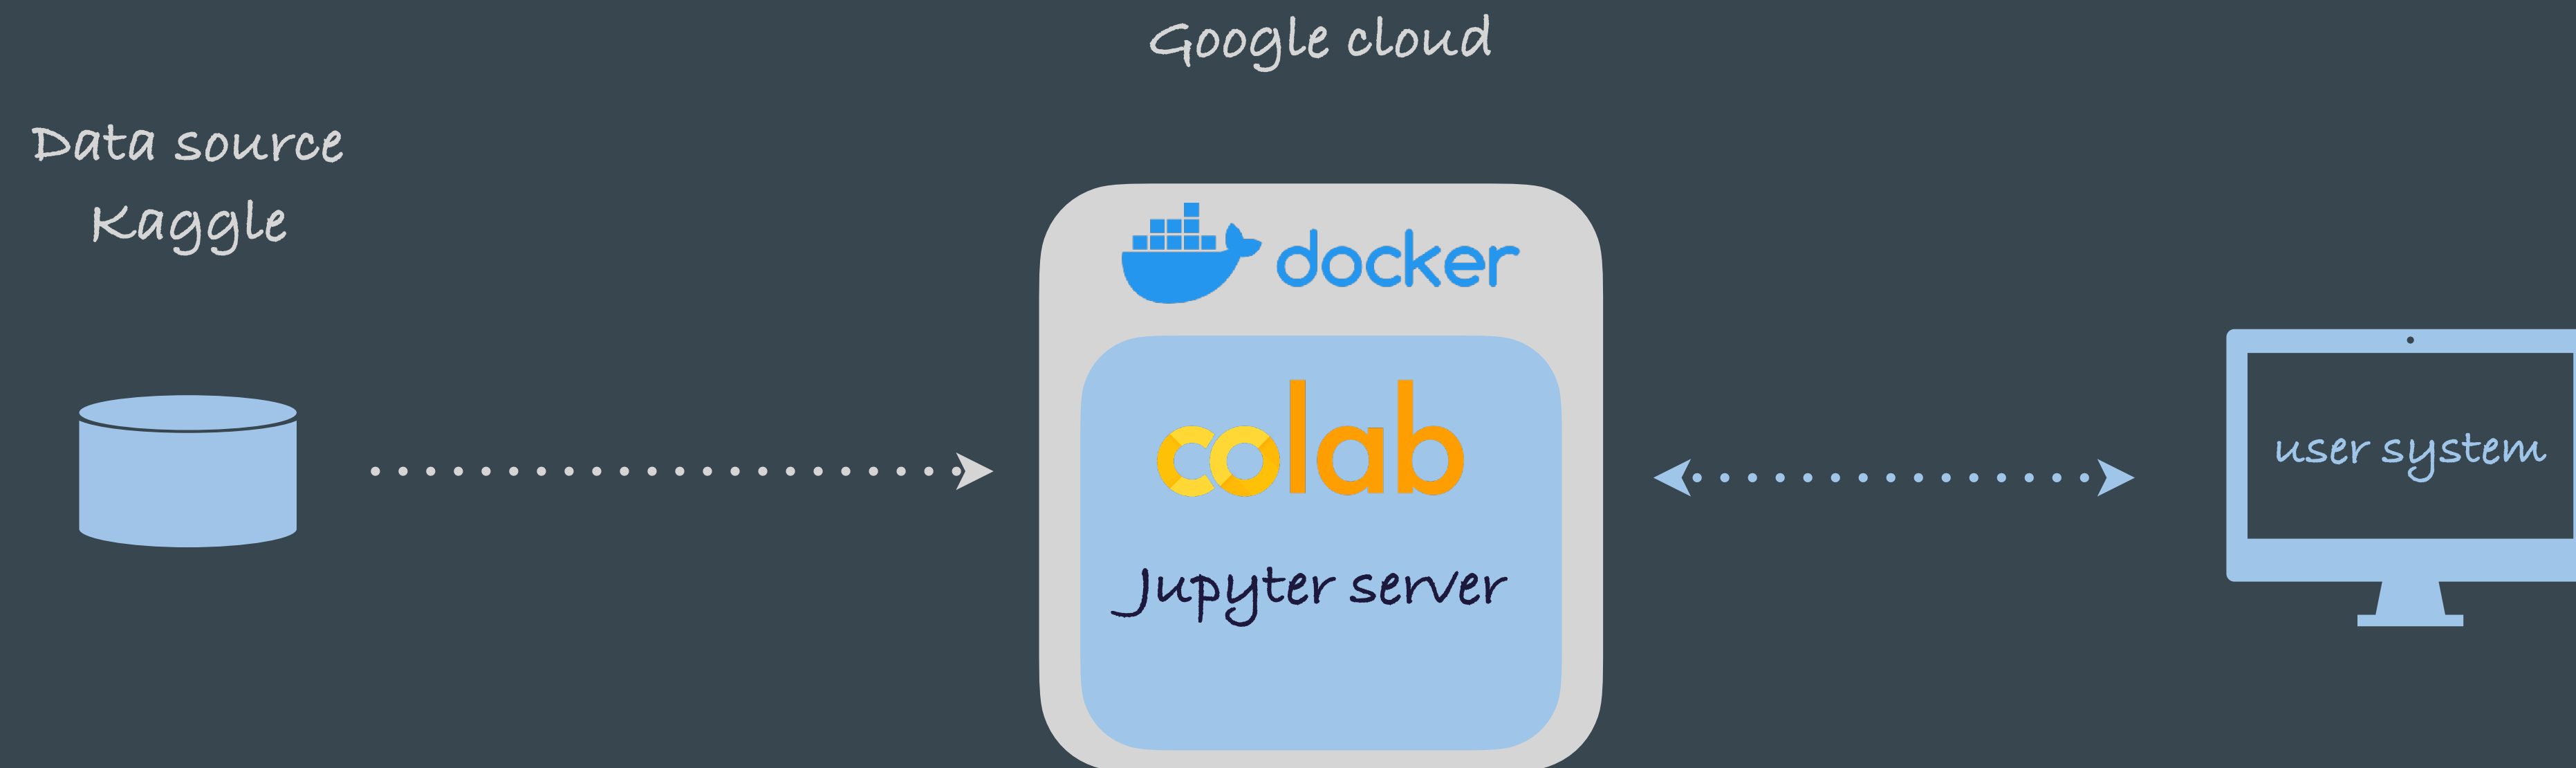 Google cloud
Data source
Kaggle
docker
colab
user system
Jupyter server